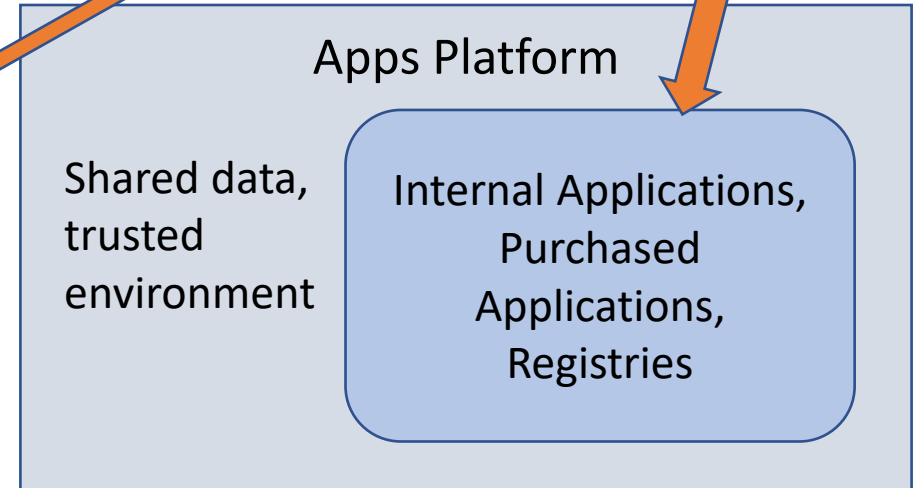 Apps Platform
Shared data,
trusted
environment
Internal Applications,
Purchased
Applications,
Registries